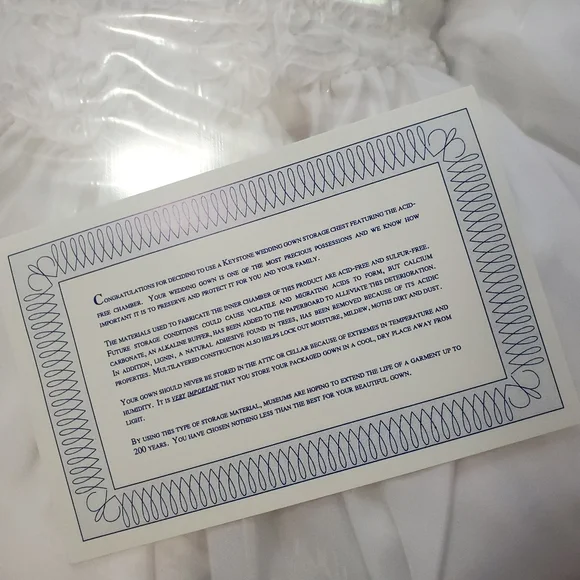 CONGRATULATIONS FOR DECIDING TO USE A KEYSTONE WEDDING GOWN STORAGE CHEST FEATURING THE ACID-
FREE CHAMBER. YOUR WEDDING GOWN IS ONE OF THE MOST PRECIOUS POSSESSIONS AND WE KNOW HOW
IMPORTANT IT IS TO PRESERVE AND PROTECT IT FOR YOU AND YOUR FAMILY.
THE MATERIALS USED TO FABRICATE THE INNER CHAMBER OF THIS PRODUCT ARE ACID-FREE AND SULFUR-FREE.
FUTURE STORAGE CONDITIONS COULD CAUSE VOLATILE AND MIGRATING ACIDS TO FORM, BUT CALCIUM
CARBONATE, AN ALKALINE BUFFER, HAS BEEN ADDED TO THE PAPERBOARD TO ALLEVIATE THIS DETERIORATION.
IN ADDITION, LIGNIN, A NATURAL ADHESIVE FOUND IN TREES, HAS BEEN REMOVED BECAUSE OF ITS ACIDIC
PROPERTIES. MULTILAYERED CONSTRUCTION ALSO HELPS LOCK OUT MOISTURE, MILDEW, MOTHS DIRT AND DUST.
YOUR GOWN SHOULD NEVER BE STORED IN THE ATTIC OR CELLAR BECAUSE OF EXTREMES IN TEMPERATURE AND
HUMIDITY. IT IS VERY IMPORTANT THAT YOU STORE YOUR PACKAGED GOWN IN A COOL, DRY PLACE AWAY FROM
LIGHT.
BY USING THIS TYPE OF STORAGE MATERIAL, MUSEUMS ARE HOPING TO EXTEND THE LIFE OF A GARMENT UP TO
200 YEARS. YOU HAVE CHOSEN NOTHING LESS THAN THE BEST FOR YOUR BEAUTIFUL GOWN.